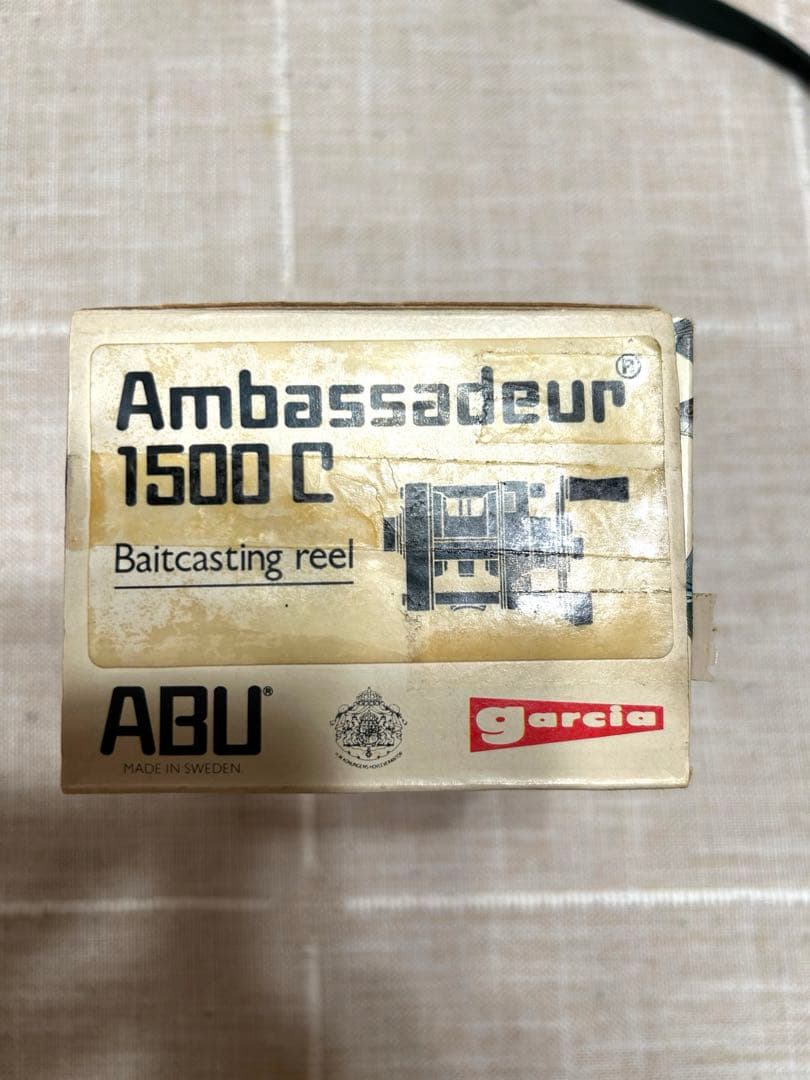 Ambassadeur®
1500 C
Baitcasting reel
ABU®
MADE IN SWEDEN.
garcia